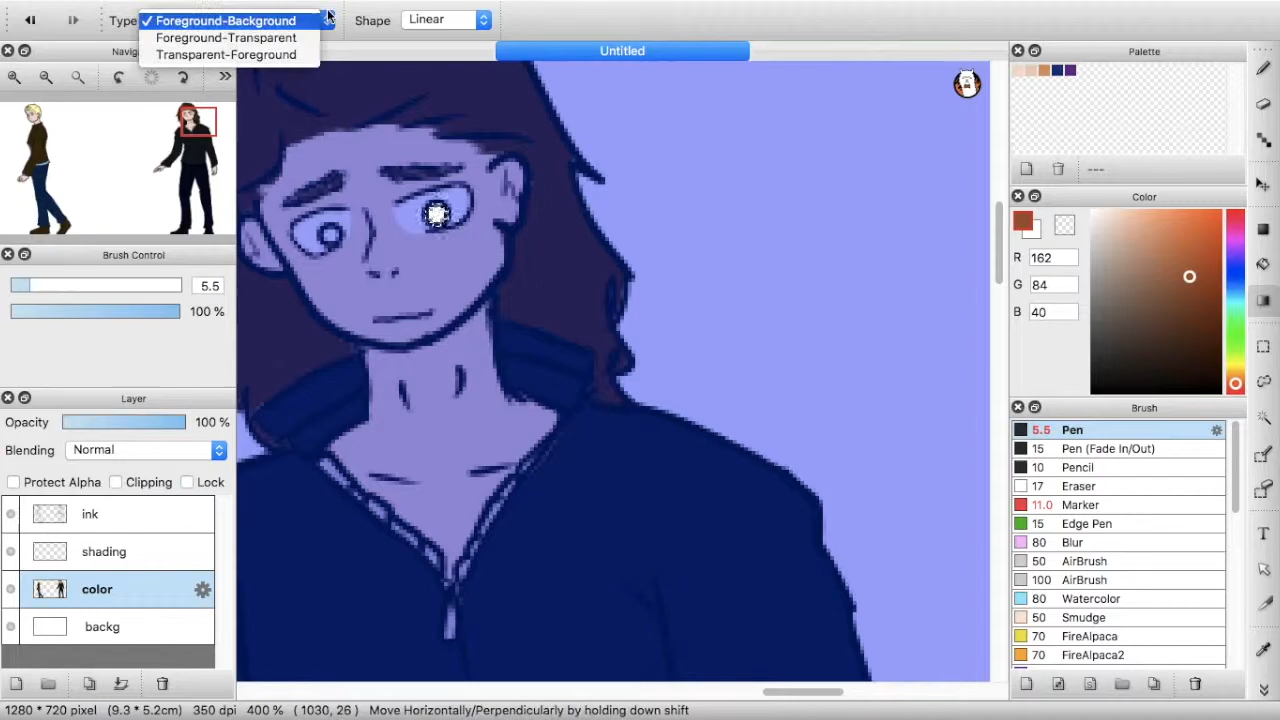 Type ✓ Foreground-Background Shape Linear
Foreground-Transparent
Transparent-Foreground
Untitled
Palette
---
Color
R 162
G 84
B 40
Brush Control
5.5
100 %
Layer
Opacity 100 %
Blending Normal
Protect Alpha Clipping Lock
ink
shading
color
backg
Brush
5.5 Pen
15 Pen (Fade In/Out)
10 Pencil
17 Eraser
11.0 Marker
15 Edge Pen
80 Blur
50 AirBrush
100 AirBrush
80 Watercolor
50 Smudge
70 FireAlpaca
70 FireAlpaca2
1280 * 720 pixel (9.3 * 5.2cm) 350 dpi 400 % ( 1030, 26 ) Move Horizontally/Perpendicularly by holding down shift